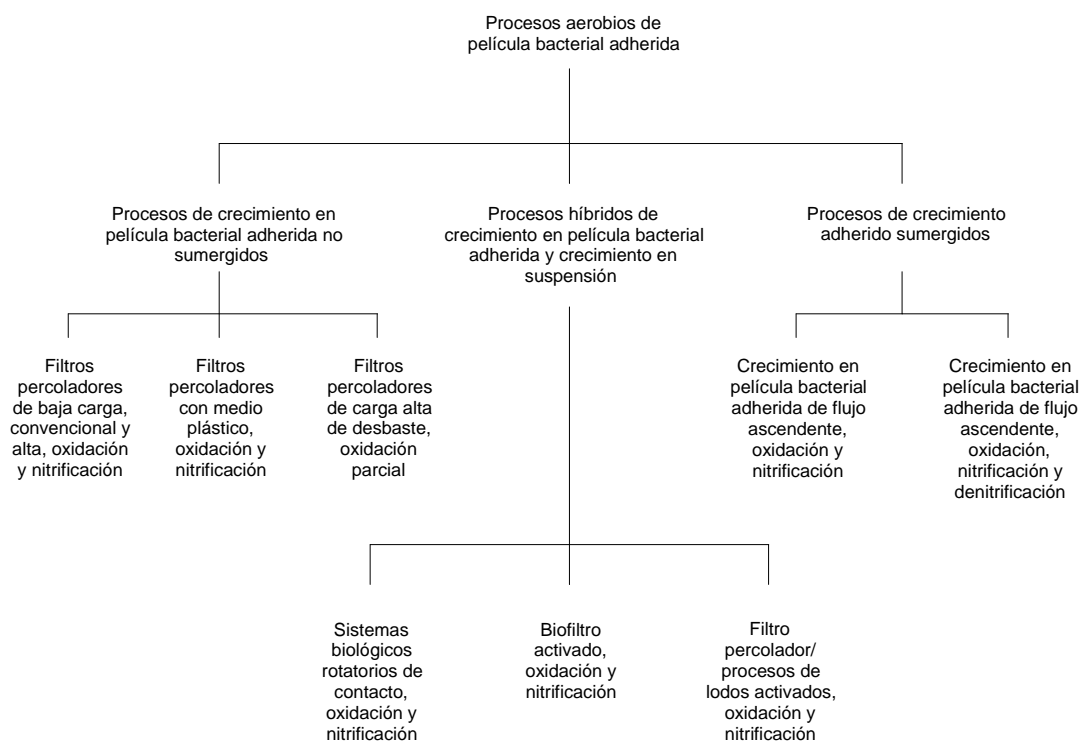 Procesos aerobios de
película bacterial adherida
Procesos de crecimiento en
película bacterial adherida no
sumergidos
Procesos híbridos de
crecimiento en película bacterial
adherida y crecimiento en
suspensión
Procesos de crecimiento
adherido sumergidos
Filtros
percoladores
de baja carga,
convencional y
alta, oxidación
y nitrificación
Filtros
percoladores
con medio
plástico,
oxidación y
nitrificación
Filtros
percoladores
de carga alta
de desbaste,
oxidación
parcial
Crecimiento en
película bacterial
adherida de flujo
ascendente,
oxidación y
nitrificación
Crecimiento en
película bacterial
adherida de flujo
ascendente,
oxidación,
nitrificación y
denitrificación
Sistemas
biológicos
rotatorios de
contacto,
oxidación y
nitrificación
Biofiltro
activado,
oxidación y
nitrificación
Filtro
percolador/
procesos de
lodos activados,
oxidación y
nitrificación